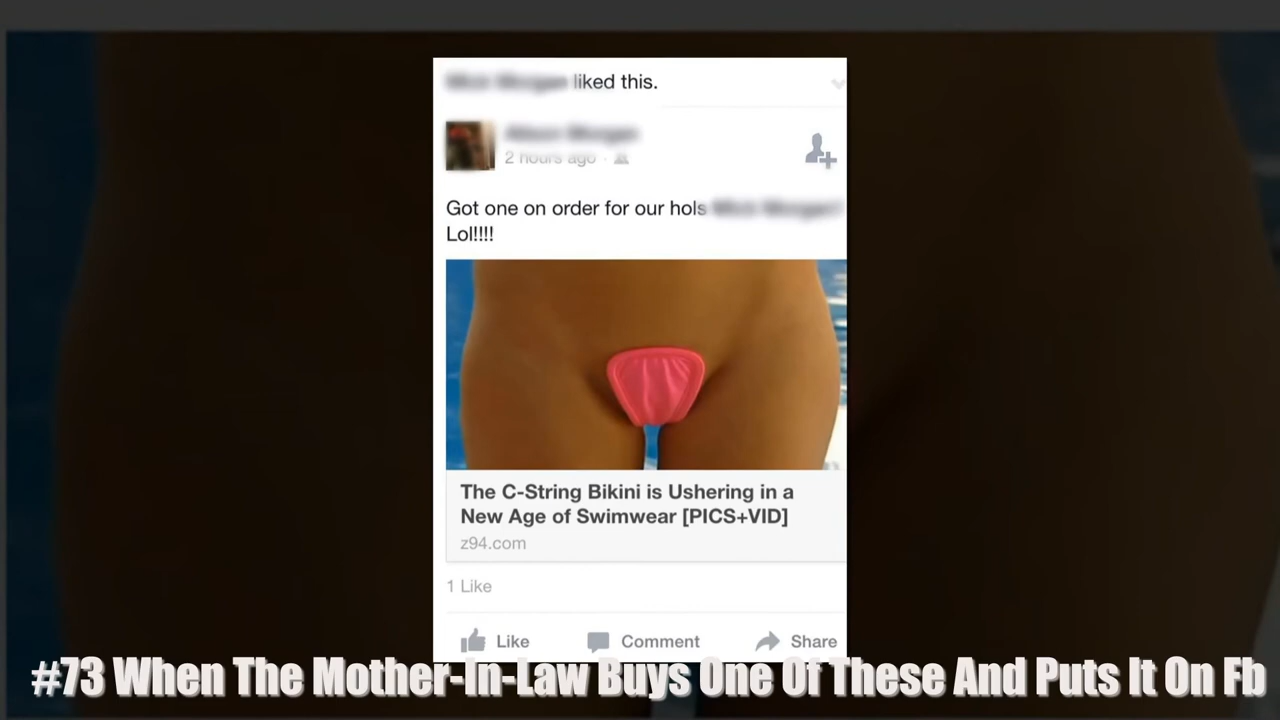 liked this.
2 hours ago
Got one on order for our hols
Lol!!!!
The C-String Bikini is Ushering in a
New Age of Swimwear [PICS+VID]
z94.com
1 Like
Like Comment Share
#73 When The Mother-In-Law Buys One Of These And Puts It On Fb